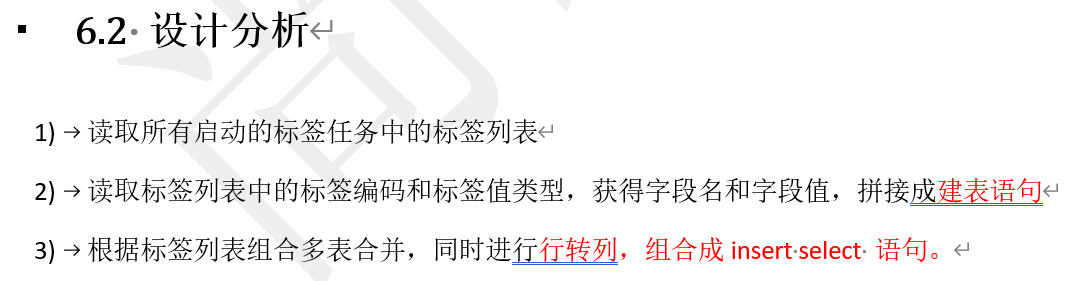 6.2 设计分析
1) 读取所有启动的标签任务中的标签列表
2) 读取标签列表中的标签编码和标签值类型，获得字段名和字段值，拼接成建表语句
3) 根据标签列表组合多表合并，同时进行行转列，组合成 insert select 语句。